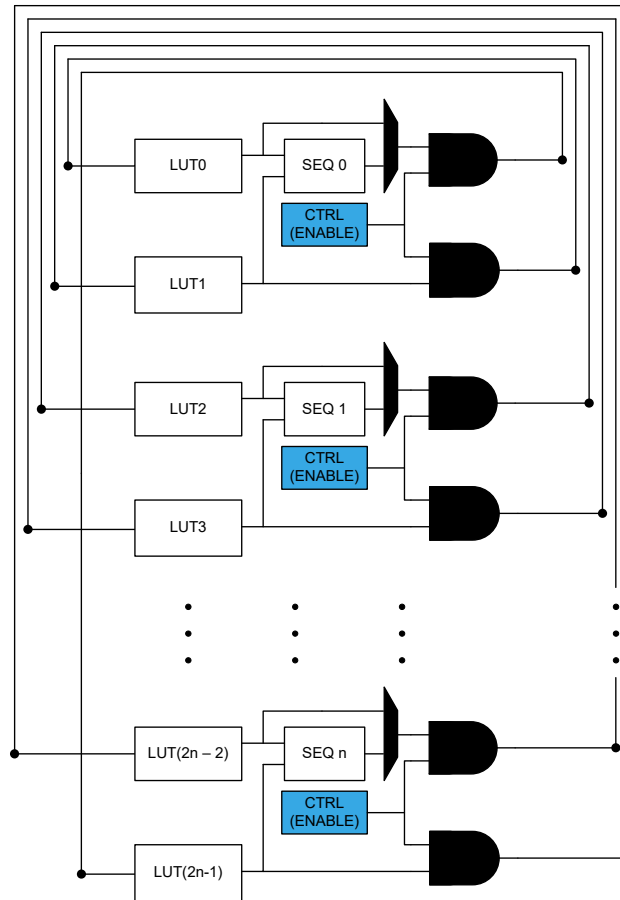 LUT0
SEQ 0
CTRL
(ENABLE)
LUT1
LUT2
SEQ 1
CTRL
(ENABLE)
LUT3
LUT(2n – 2)
SEQ n
CTRL
(ENABLE)
LUT(2n-1)